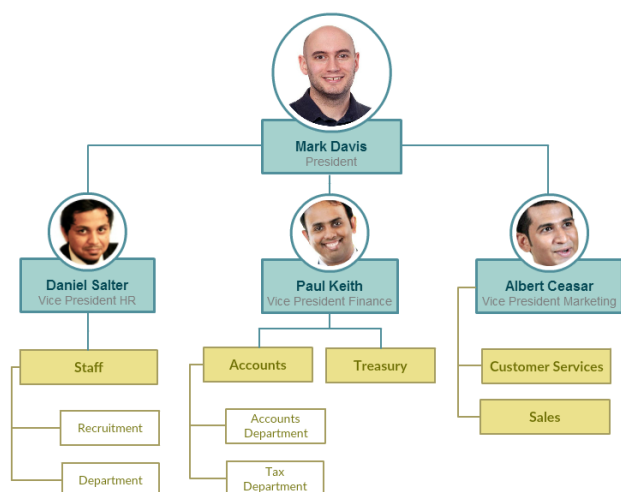 Mark Davis
President
Daniel Salter
Vice President HR
Paul Keith
Vice President Finance
Albert Ceasar
Vice President Marketing
Staff
Accounts
Treasury
Customer Services
Recruitment
Accounts
Department
Sales
Department
Tax
Department